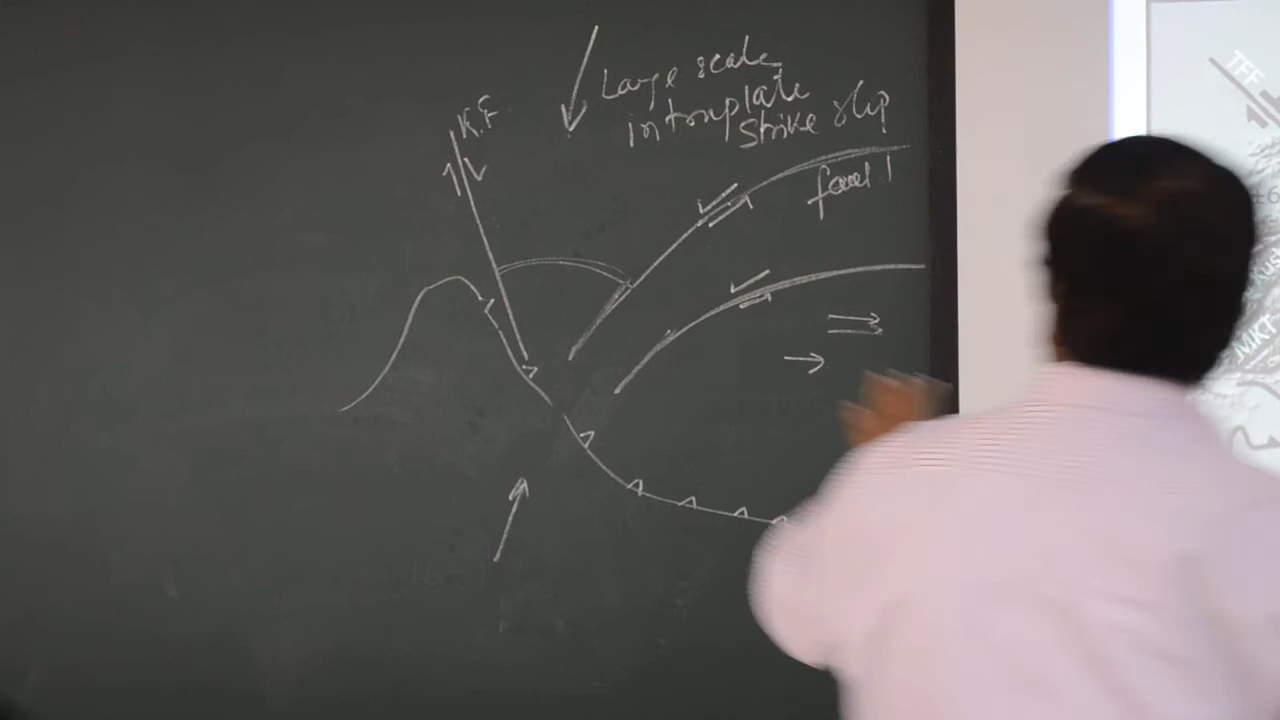 Large scale
intraplate
Strike slip
K.F
fault
TFF
MKT